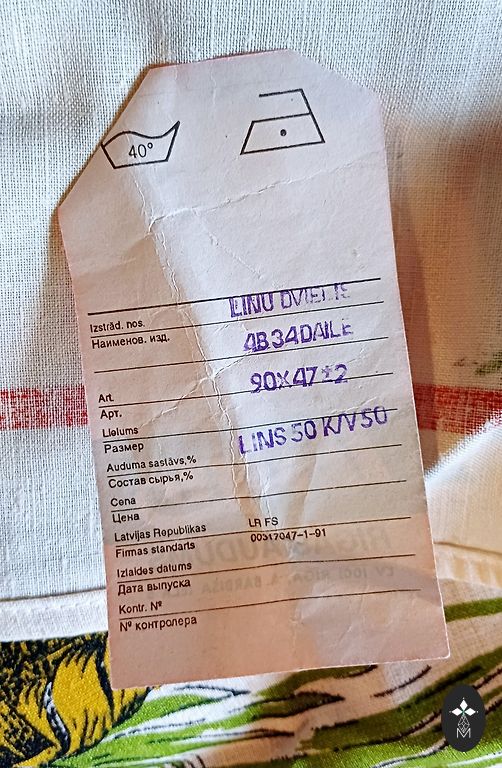 40°
LINU DVIELIS
Izstrād. nos.
Наименов. изд.
4B34DAILE
Art.
Арт.
90X47±2
Lielums
Размер
LINS 50 K/V 50
Auduma sastāvs,%
Состав сырья,%
Cena
Цена
Latvijas Republikas LR FS
Firmas standarts 00317047-1-91
Izlaides datums
Дата выпуска
Kontr. №
№ контролера